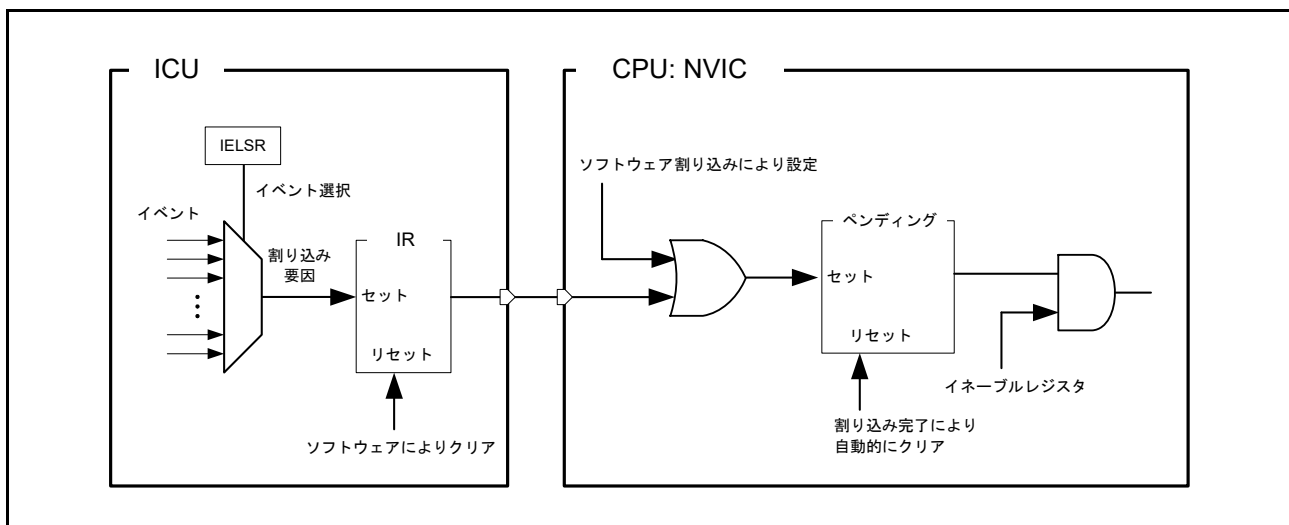 ICU
IELSR
イベント選択
イベント
割り込み
要因
IR
セット
リセット
ソフトウェアによりクリア
CPU: NVIC
ソフトウェア割り込みにより設定
ペンディング
セット
リセット
割り込み完了により
自動的にクリア
イネーブルレジスタ